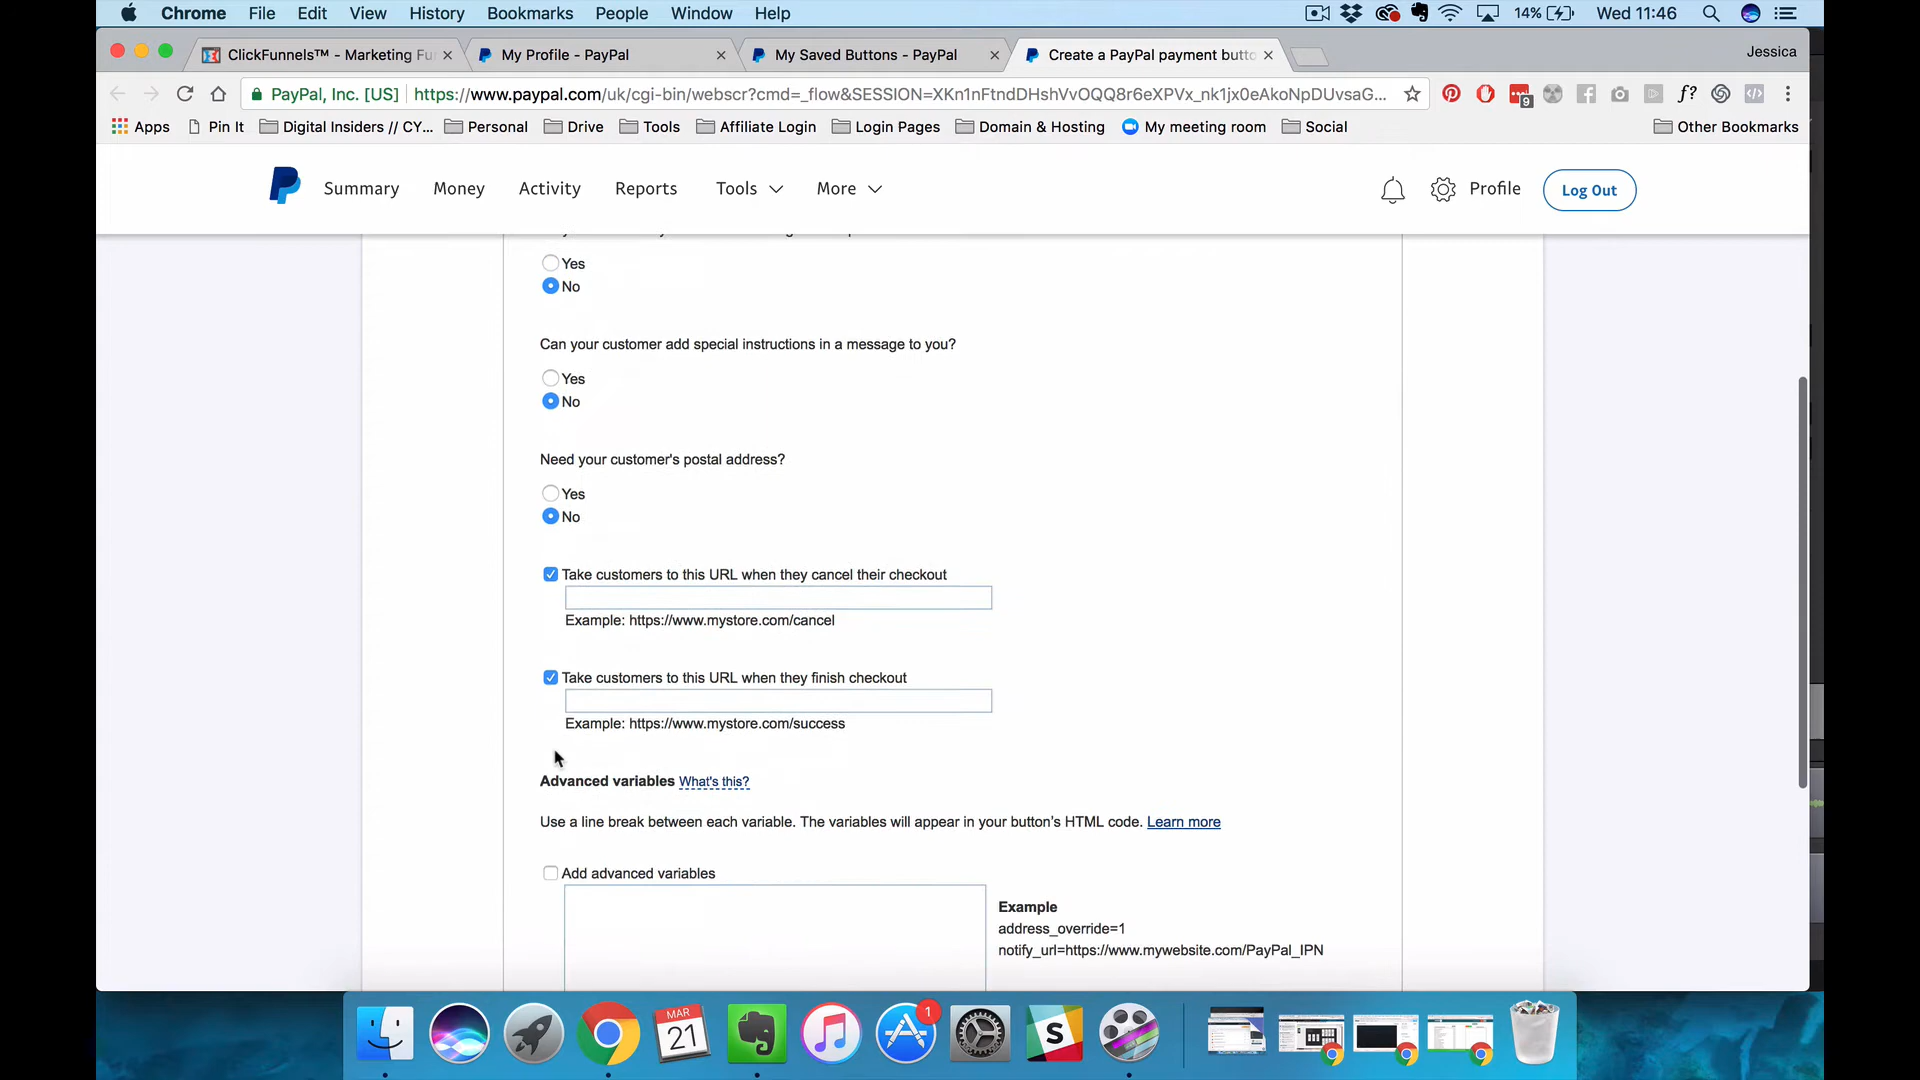 Chrome File Edit View History Bookmarks People Window Help 14% Wed 11:46
ClickFunnels™ - Marketing Fu
My Profile - PayPal
My Saved Buttons - PayPal
Create a PayPal payment butto
Jessica
PayPal, Inc. [US] https://www.paypal.com/uk/cgi-bin/webscr?cmd=_flow&SESSION=XKn1nFtndDHshVvOQQ8r6eXPVx_nk1jx0eAkoNpDUvsaG...
9
f?
Apps Pin It Digital Insiders // CY... Personal Drive Tools Affiliate Login Login Pages Domain & Hosting My meeting room Social Other Bookmarks
Summary Money Activity Reports Tools More Profile Log Out
Yes
No
Can your customer add special instructions in a message to you?
Yes
No
Need your customer's postal address?
Yes
No
Take customers to this URL when they cancel their checkout
Example: https://www.mystore.com/cancel
Take customers to this URL when they finish checkout
Example: https://www.mystore.com/success
Advanced variables What's this?
Use a line break between each variable. The variables will appear in your button's HTML code. Learn more
Add advanced variables
Example
address_override=1
notify_url=https://www.mywebsite.com/PayPal_IPN
MAR
21
1
S